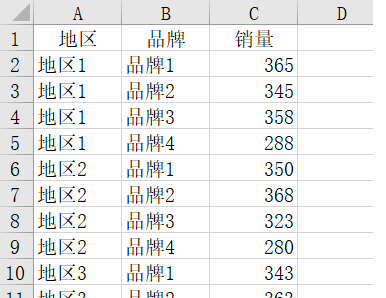 A B C D
1 地区 品牌 销量
2 地区1 品牌1 365
3 地区1 品牌2 345
4 地区1 品牌3 358
5 地区1 品牌4 288
6 地区2 品牌1 350
7 地区2 品牌2 368
8 地区2 品牌3 323
9 地区2 品牌4 280
10 地区3 品牌1 343